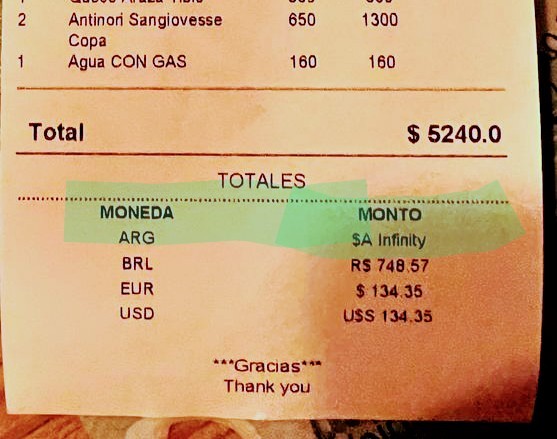 2 Antinori Sangiovesse 650 1300
Copa
1 Agua CON GAS 160 160
Total $ 5240.0
TOTALES
MONEDA MONTO
ARG $A Infinity
BRL R$ 748.57
EUR $ 134.35
USD U$S 134.35
***Gracias***
Thank you